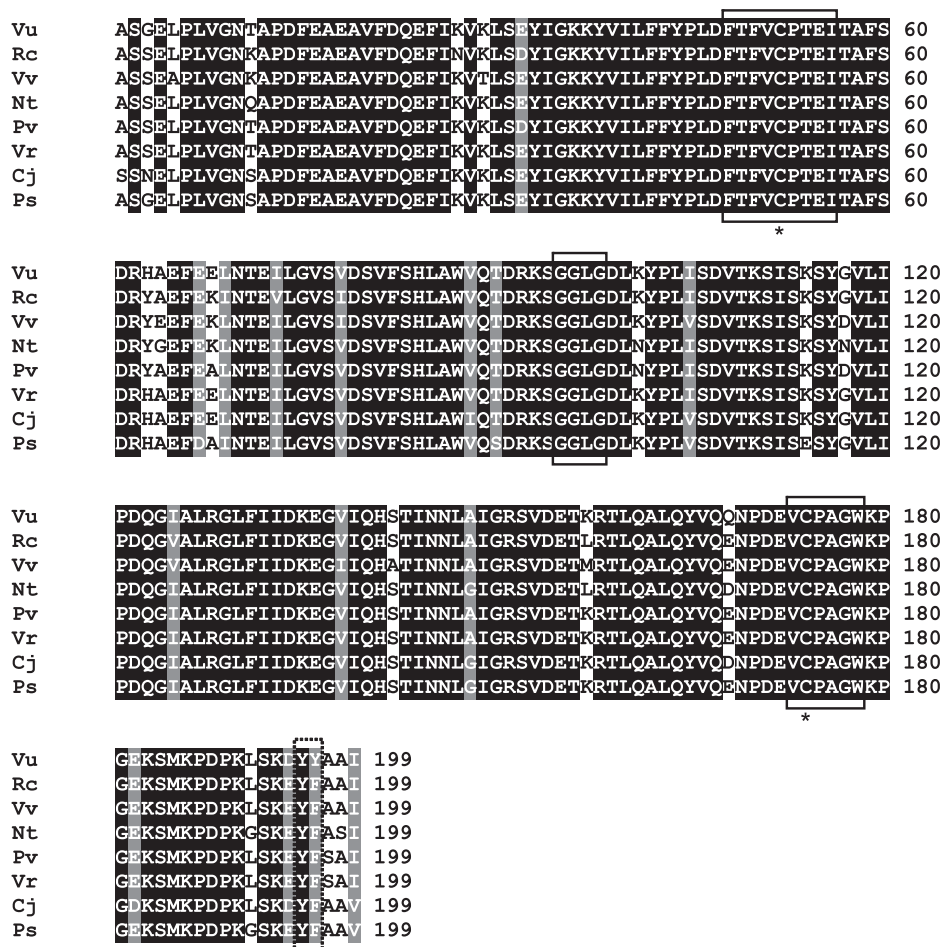 Vu ASGELPLVGNTAPDFEAEAVFDQEFIKVKLSEYIGKKYVILFFYPLDFTFVCPTEITAFS 60
Rc ASSELPLVGNKAPDFEAEAVFDQEFINVKLSDYIGKKYVILFFYPLDFTFVCPTEITAFS 60
Vv ASSEAPLVGNKAPDFEAEAVFDQEFIKVTLSEYIGKKYVILFFYPLDFTFVCPTEITAFS 60
Nt ASSELPLVGNQAPDFEAEAVFDQEFIKVKLSEYIGKKYVILFFYPLDFTFVCPTEITAFS 60
Pv ASSELPLVGNTAPDFEAEAVFDQEFIKVKLSDYIGKKYVILFFYPLDFTFVCPTEITAFS 60
Vr ASSELPLVGNTAPDFEAEAVFDQEFIKVKLSEYIGKKYVILFFYPLDFTFVCPTEITAFS 60
Cj SSNELPLVGNSAPDFEAEAVFDQEFIKVKLSEYIGKKYVILFFYPLDFTFVCPTEITAFS 60
Ps ASSELPLVGNSAPDFEAEAVFDQEFIKVKLSEYIGKKYVILFFYPLDFTFVCPTEITAFS 60
*
Vu DRHAEFEELNTEILGVSVDSVFSHLAWVQTDRKSGGLGDLKYPLISDVTKSISKSYGVLI 120
Rc DRYAEFEKINTEVLGVSIDSVFSHLAWVQTDRKSGGLGDLKYPLISDVTKSISKSYGVLI 120
Vv DRYEEFEKLNTEILGVSIDSVFSHLAWVQTDRKSGGLGDLKYPLVSDVTKSISKSYDVLI 120
Nt DRYGEFEKLNTEILGVSVDSVFSHLAWVQTDRKSGGLGDLNYPLISDVTKSISKSYNVLI 120
Pv DRYAEFEALNTEILGVSVDSVFSHLAWVQTDRKSGGLGDLNYPLISDVTKSISKSYDVLI 120
Vr DRHAEFEELNTEILGVSVDSVFSHLAWVQTDRKSGGLGDLKYPLISDVTKSISKSYGVLI 120
Cj DRHAEFEELNTEILGVSVDSVFSHLAWIQTDRKSGGLGDLKYPLVSDVTKSISKSYGVLI 120
Ps DRHAEFDAINTEILGVSVDSVFSHLAWVQSDRKSGGLGDLKYPLVSDVTKSISESYGVLI 120
Vu PDQGIALRGLFIIDKEGVIQHSTINNLAIGRSVDETKRTLQALQYVQQNPDEVCPAGWKP 180
Rc PDQGVALRGLFIIDKEGVIQHSTINNLAIGRSVDETLRTLQALQYVQENPDEVCPAGWKP 180
Vv PDQGVALRGLFIIDKEGIIQHATINNLAIGRSVDETMRTLQALQYVQENPDEVCPAGWKP 180
Nt PDQGIALRGLFIIDKEGVIQHSTINNLGIGRSVDETLRTLQALQYVQDNPDEVCPAGWKP 180
Pv PDQGIALRGLFIIDKEGVIQHSTINNLAIGRSVDETKRTLQALQYVQENPDEVCPAGWKP 180
Vr PDQGIALRGLFIIDKEGVIQHSTINNLAIGRSVDETKRTLQALQYVQENPDEVCPAGWKP 180
Cj PDQGIALRGLFIIDKEGVIQHSTINNLGIGRSVDETKRTLQALQYVQDNPDEVCPAGWKP 180
Ps PDQGIALRGLFIIDKEGVIQHSTINNLGIGRSVDETKRTLQALQYVQENPDEVCPAGWKP 180
*
Vu GEKSMKPDPKLSKDYYAAI 199
Rc GEKSMKPDPKLSKEYFAAI 199
Vv GEKSMKPDPKLSKEYFAAI 199
Nt GEKSMKPDPKGSKEYFASI 199
Pv GEKSMKPDPKLSKEYFSAI 199
Vr GEKSMKPDPKLSKEYFSAI 199
Cj GDKSMKPDPKLSKDYFAAV 199
Ps GEKSMKPDPKGSKEYFAAV 199